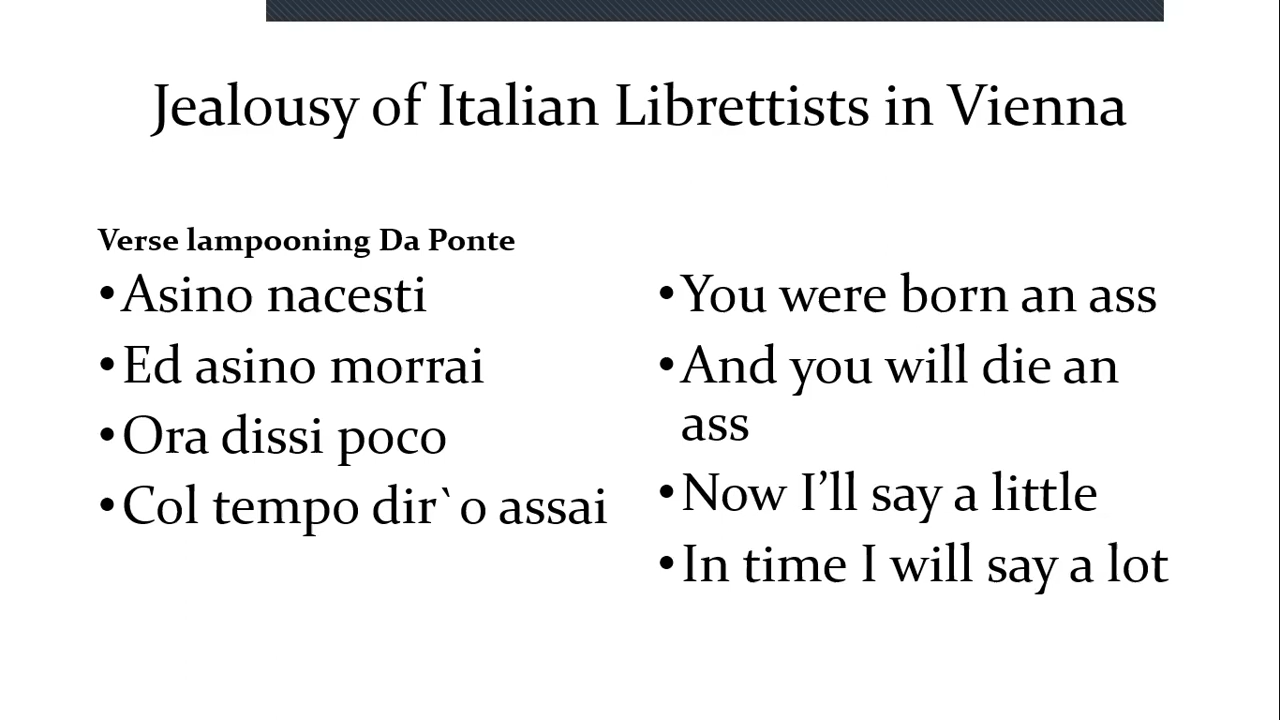 Jealousy of Italian Librettists in Vienna
Verse lampooning Da Ponte
•Asino nacesti
•Ed asino morrai
•Ora dissi poco
•Col tempo dir`o assai
•You were born an ass
•And you will die an
ass
•Now I’ll say a little
•In time I will say a lot